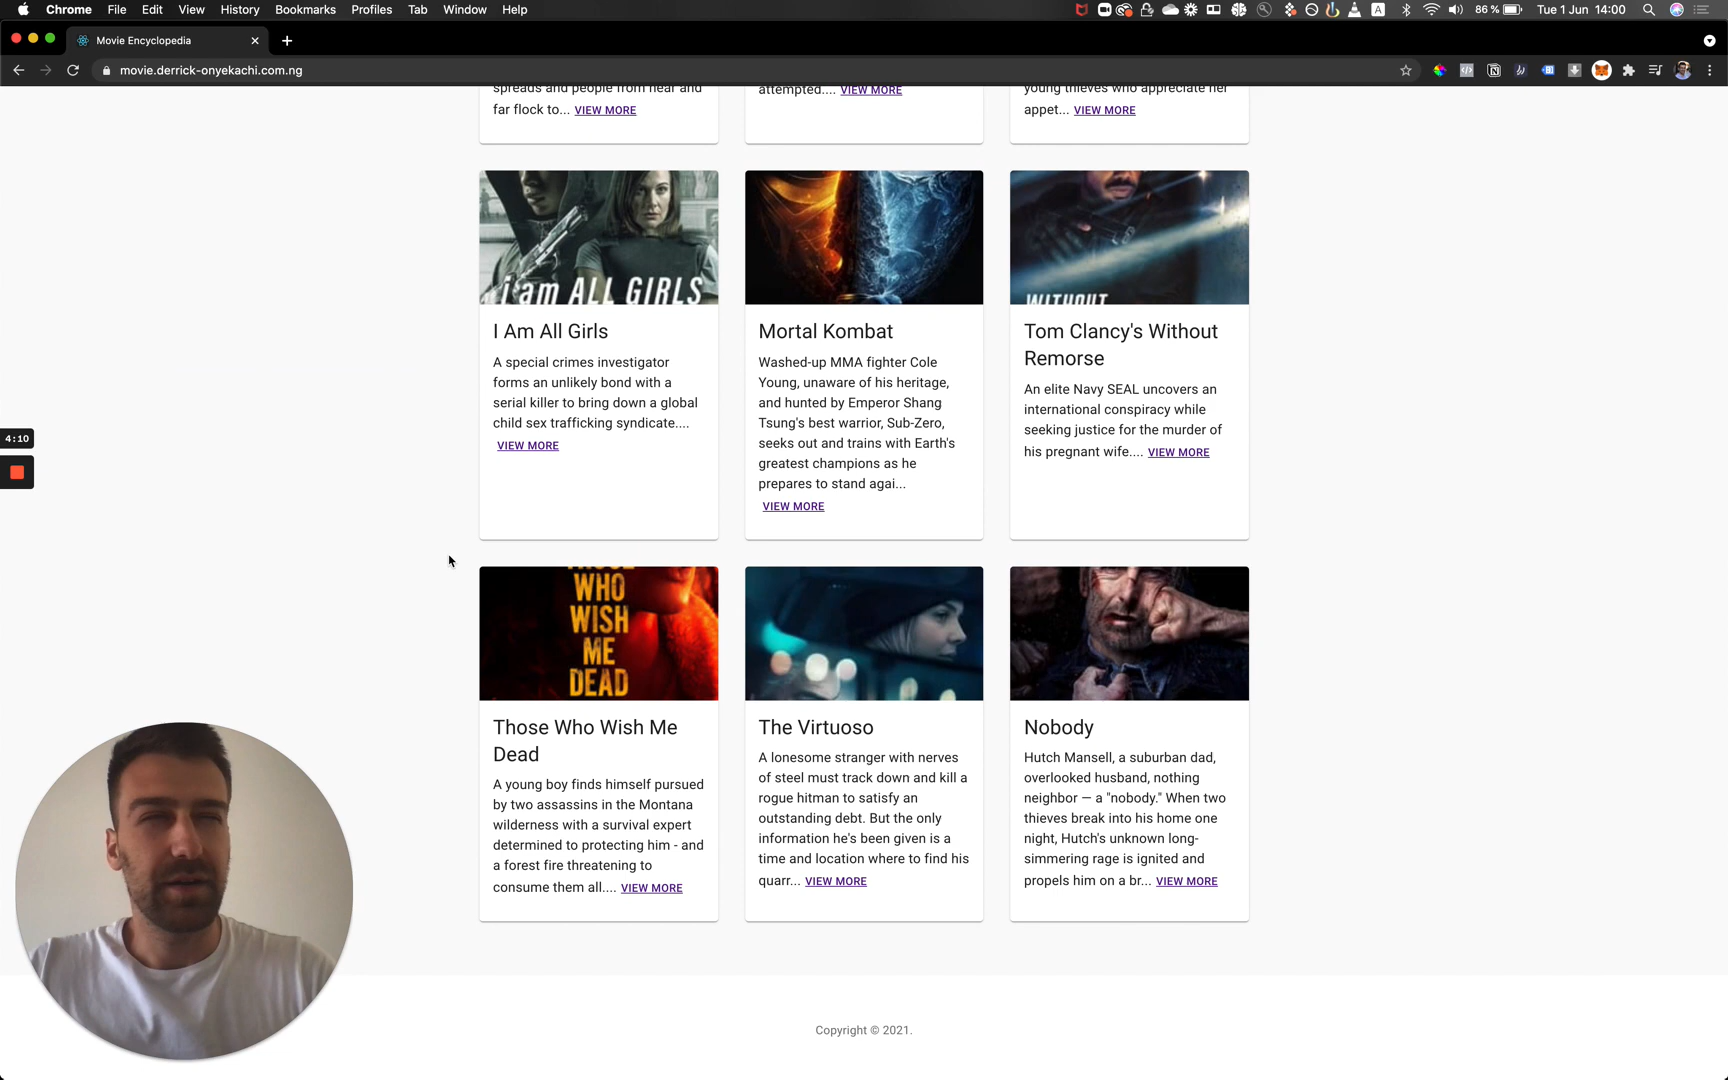 Chrome File Edit View History Bookmarks Profiles Tab Window Help
86 % Tue 1 Jun 14:00
Movie Encyclopedia
movie.derrick-onyekachi.com.ng
spreads and people from near and
far flock to... VIEW MORE
attempted.... VIEW MORE
young thieves who appreciate her
appet... VIEW MORE
i am ALL GIRLS
WITHOUT
I Am All Girls
A special crimes investigator
forms an unlikely bond with a
serial killer to bring down a global
child sex trafficking syndicate....
VIEW MORE
Mortal Kombat
Washed-up MMA fighter Cole
Young, unaware of his heritage,
and hunted by Emperor Shang
Tsung's best warrior, Sub-Zero,
seeks out and trains with Earth's
greatest champions as he
prepares to stand agai...
VIEW MORE
Tom Clancy's Without
Remorse
An elite Navy SEAL uncovers an
international conspiracy while
seeking justice for the murder of
his pregnant wife.... VIEW MORE
4:10
THOSE
WHO
WISH
ME
DEAD
Those Who Wish Me
Dead
A young boy finds himself pursued
by two assassins in the Montana
wilderness with a survival expert
determined to protecting him - and
a forest fire threatening to
consume them all.... VIEW MORE
The Virtuoso
A lonesome stranger with nerves
of steel must track down and kill a
rogue hitman to satisfy an
outstanding debt. But the only
information he's been given is a
time and location where to find his
quarr... VIEW MORE
Nobody
Hutch Mansell, a suburban dad,
overlooked husband, nothing
neighbor — a "nobody." When two
thieves break into his home one
night, Hutch's unknown long-
simmering rage is ignited and
propels him on a br... VIEW MORE
Copyright © 2021.